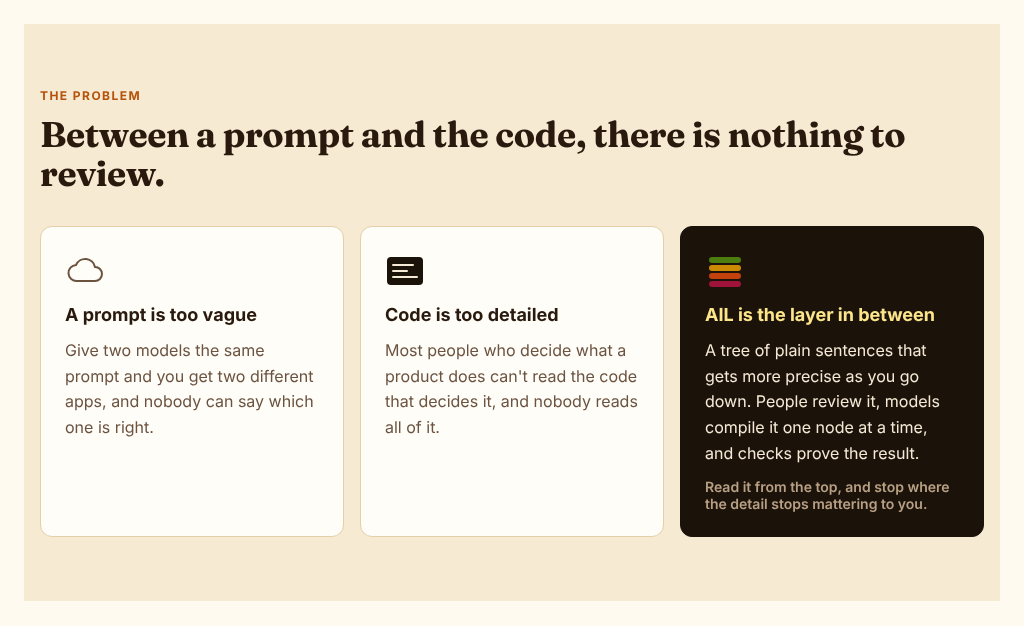 THE PROBLEM
Between a prompt and the code, there is nothing to
review.
A prompt is too vague
Give two models the same
prompt and you get two different
apps, and nobody can say which
one is right.
Code is too detailed
Most people who decide what a
product does can't read the code
that decides it, and nobody reads
all of it.
AIL is the layer in between
A tree of plain sentences that
gets more precise as you go
down. People review it, models
compile it one node at a time,
and checks prove the result.
Read it from the top, and stop where
the detail stops mattering to you.